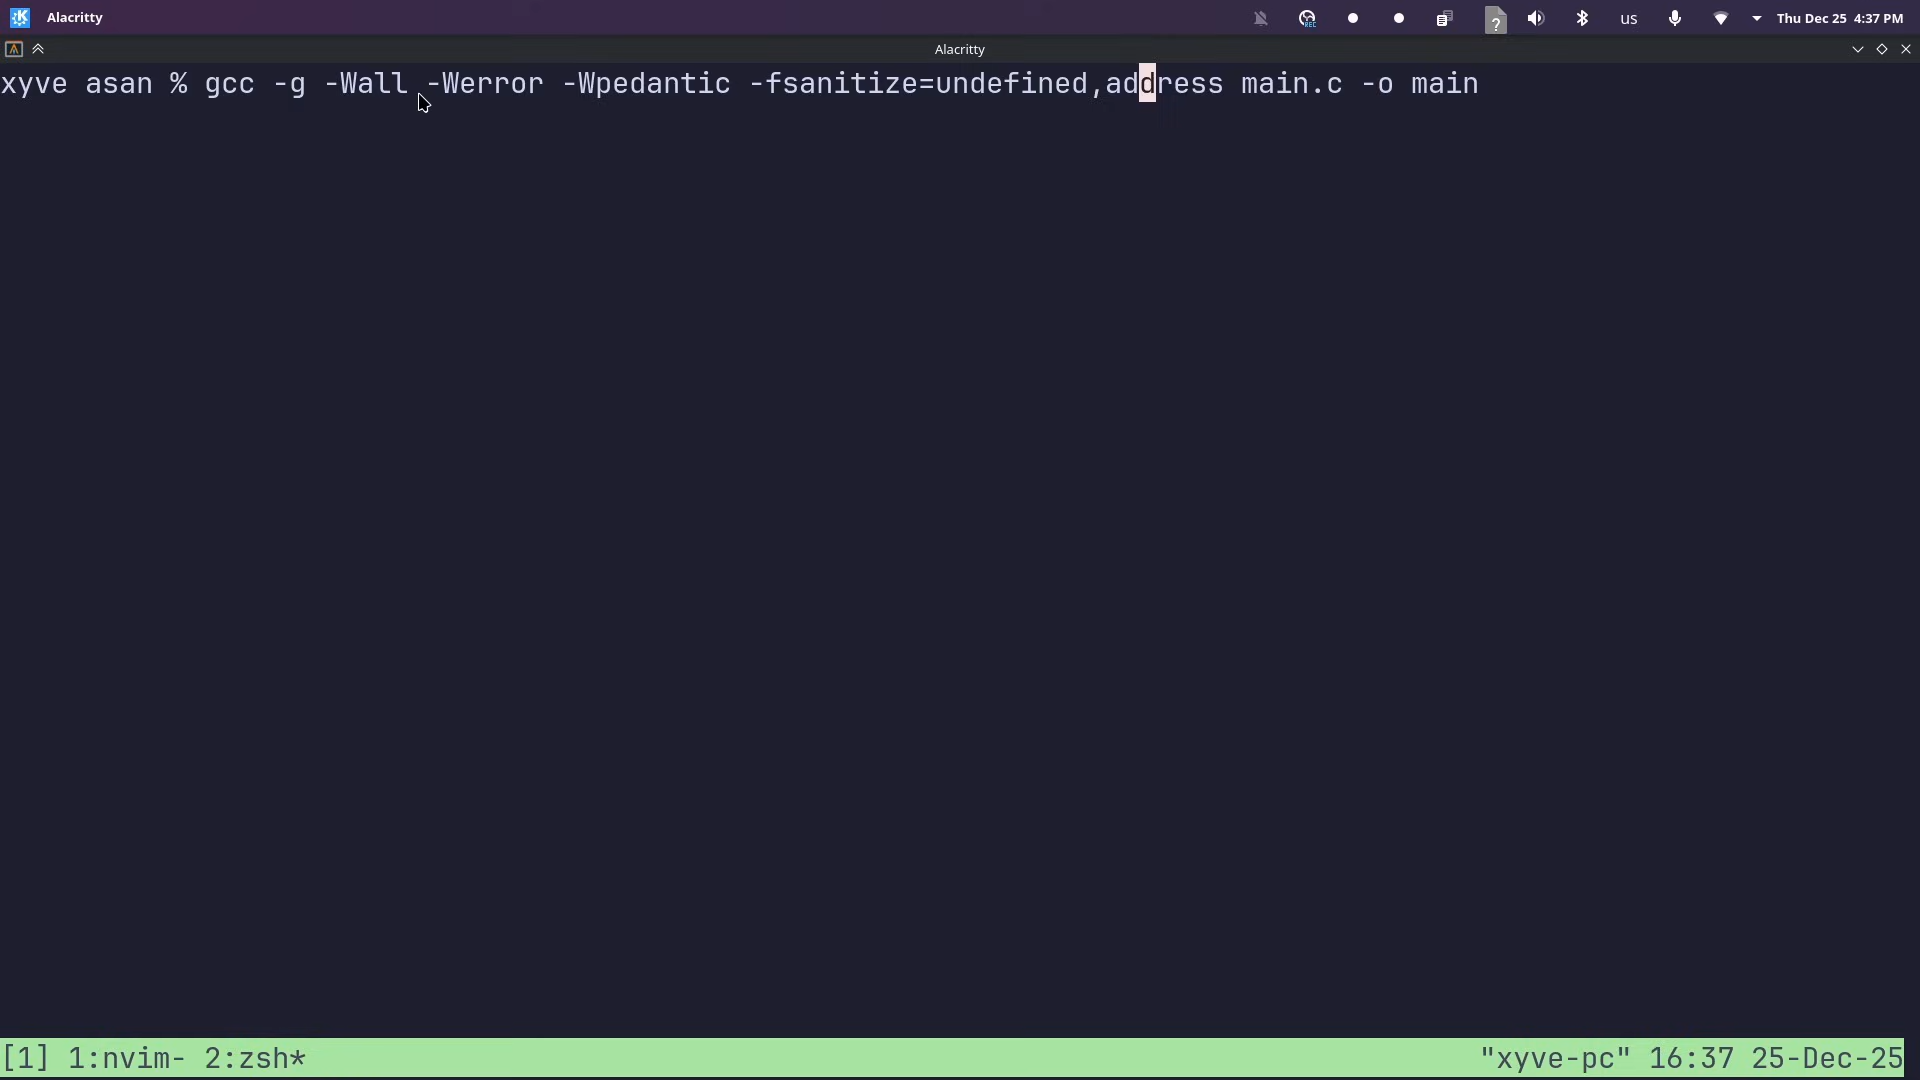 Alacritty
us
Thu Dec 25 4:37 PM
Alacritty
xyve asan % gcc -g -Wall -Werror -Wpedantic -fsanitize=undefined,address main.c -o main
[1] 1:nvim- 2:zsh* "xyve-pc" 16:37 25-Dec-25